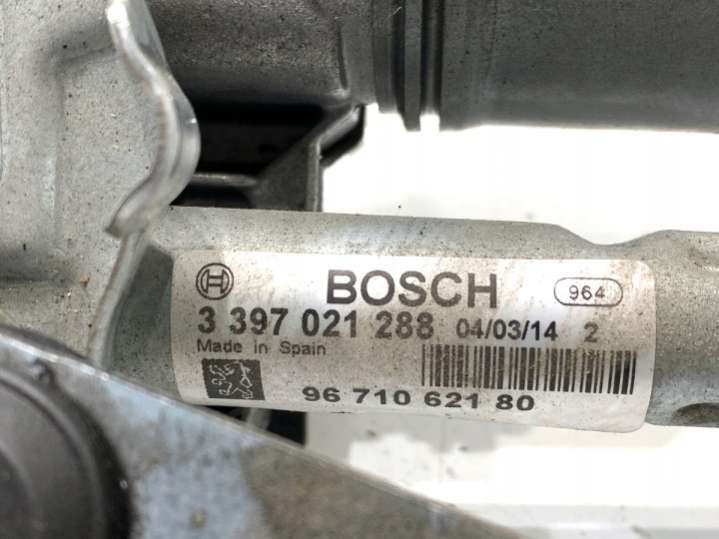 BOSCH 964
3 397 021 288 04/03/14 2
Made in Spain
96 710 621 80